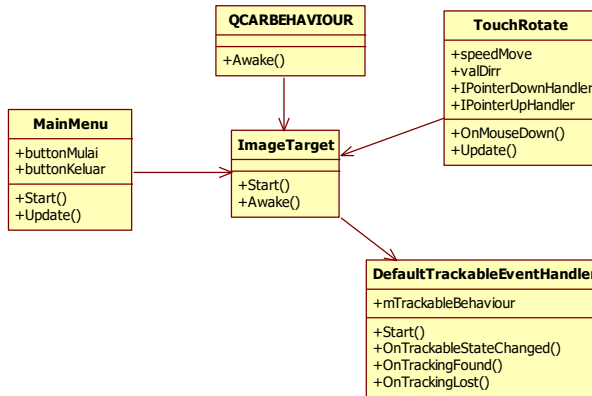 QCARBEHAVIOUR
+Awake()
TouchRotate
+speedMove
+valDirr
+IPointerDownHandler
+IPointerUpHandler
+OnMouseDown()
+Update()
MainMenu
+buttonMulai
+buttonKeluar
+Start()
+Update()
ImageTarget
+Start()
+Awake()
DefaultTrackableEventHandler
+mTrackableBehaviour
+Start()
+OnTrackableStateChanged()
+OnTrackingFound()
+OnTrackingLost()